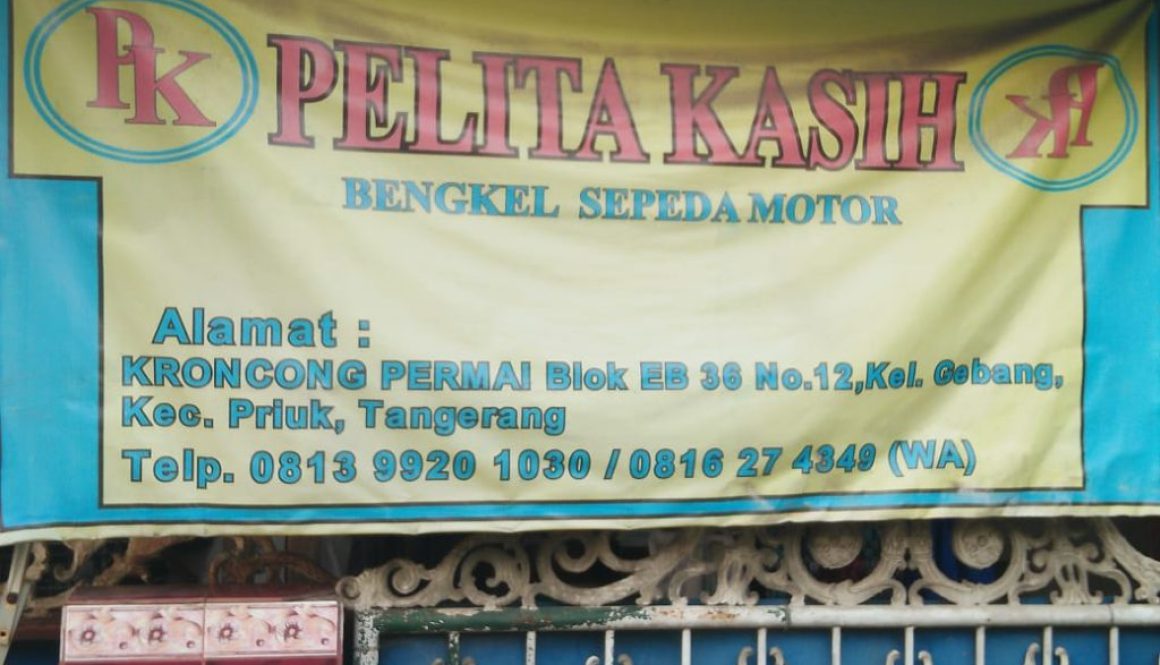 PK PELITA KASIH PK
BENGKEL SEPEDA MOTOR
Alamat :
KRONCONG PERMAI Blok EB 36 No.12,Kel. Gebang,
Kec. Priuk, Tangerang
Telp. 0813 9920 1030 / 0816 27 4349 (WA)